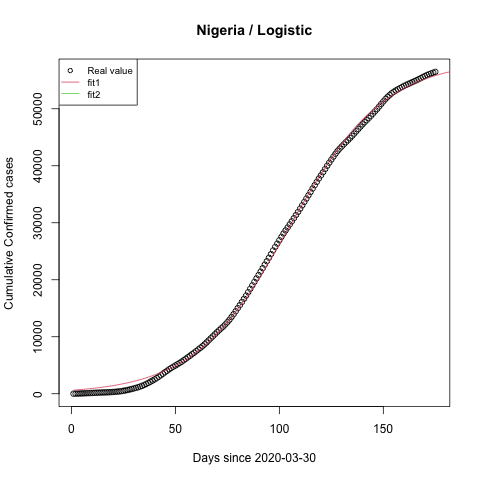 Nigeria / Logistic
Real value
fit1
fit2
Cumulative Confirmed cases
50000
40000
30000
20000
10000
0
0 50 100 150
Days since 2020-03-30